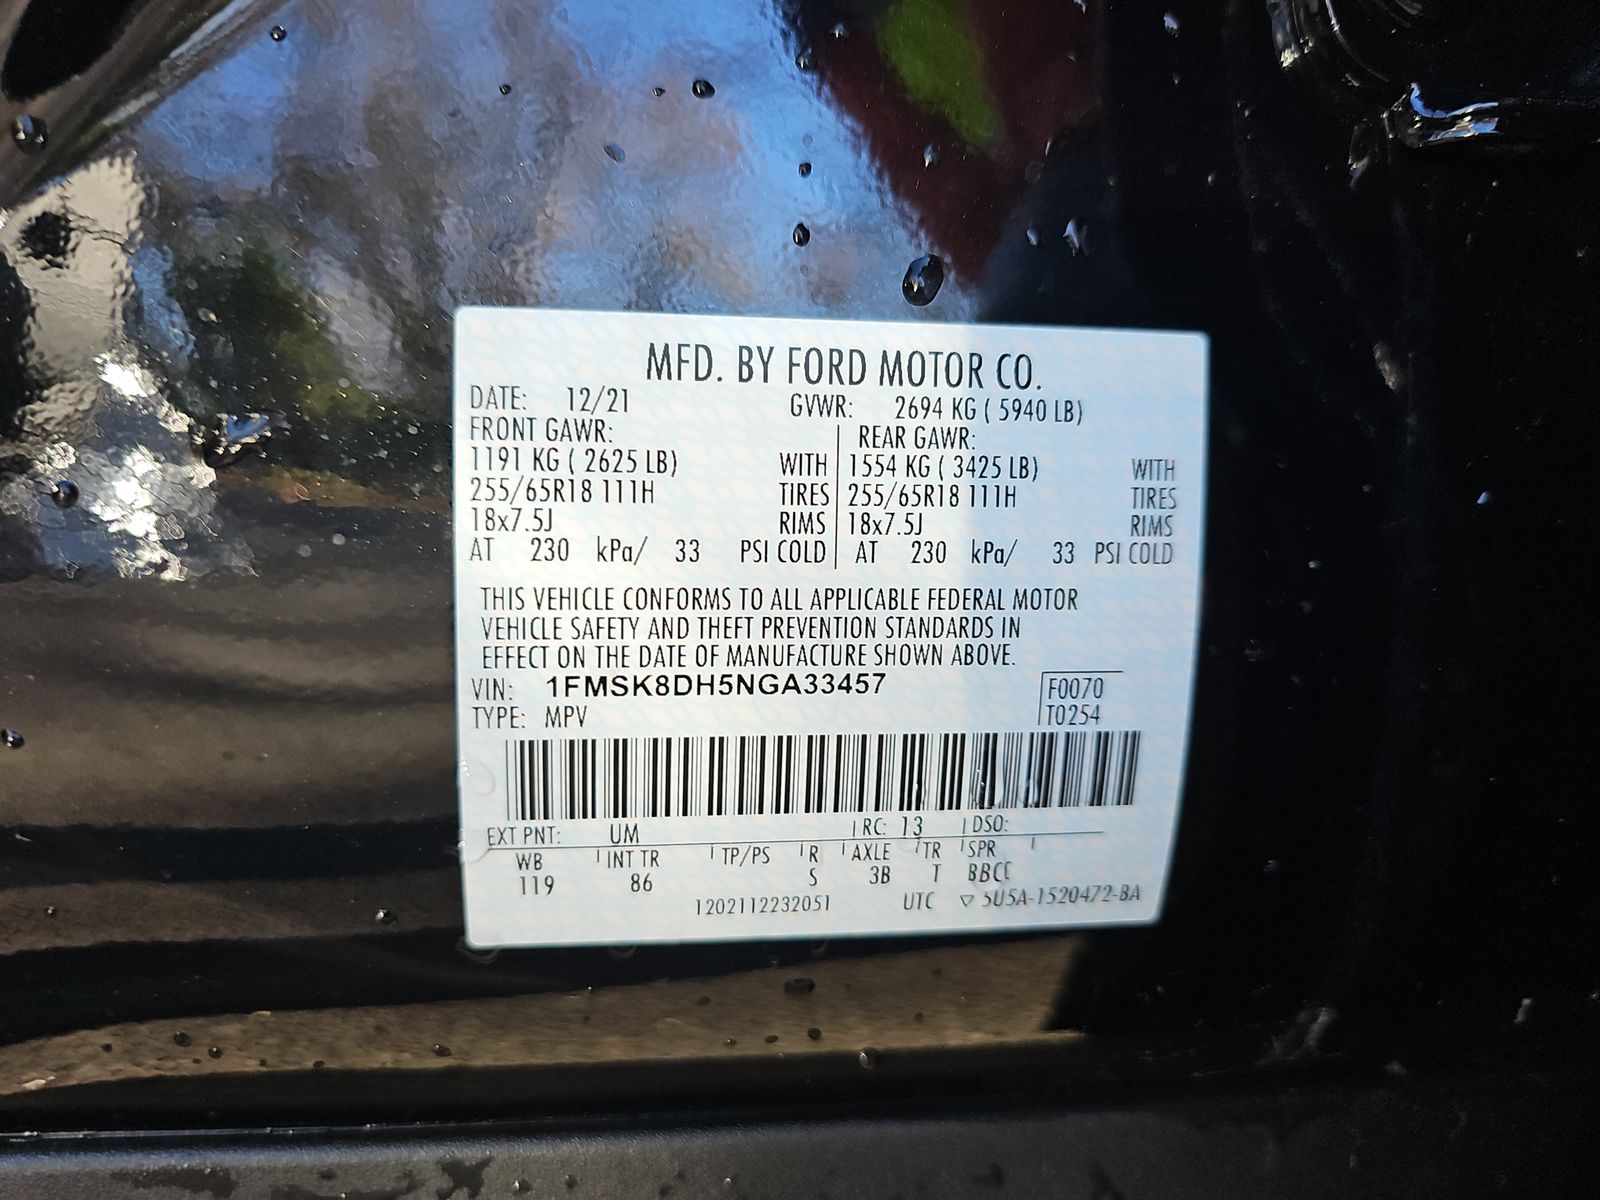 MFD. BY FORD MOTOR CO.
DATE: 12/21 GVWR: 2694 KG ( 5940 LB)
FRONT GAWR: REAR GAWR:
1191 KG ( 2625 LB) WITH 1554 KG ( 3425 LB) WITH
255/65R18 111H TIRES 255/65R18 111H TIRES
18x7.5J RIMS 18x7.5J RIMS
AT 230 kPa/ 33 PSI COLD AT 230 kPa/ 33 PSI COLD
THIS VEHICLE CONFORMS TO ALL APPLICABLE FEDERAL MOTOR
VEHICLE SAFETY AND THEFT PREVENTION STANDARDS IN
EFFECT ON THE DATE OF MANUFACTURE SHOWN ABOVE.
VIN: 1FMSK8DH5NGA33457 F0070
TYPE: MPV T0254
EXT PNT: UM RC: 13 DSO:
WB INT TR TP/PS R AXLE TR SPR
119 86 S 3B T BBCC
1202112232051 UTC ▽ 5U5A-1520472-BA